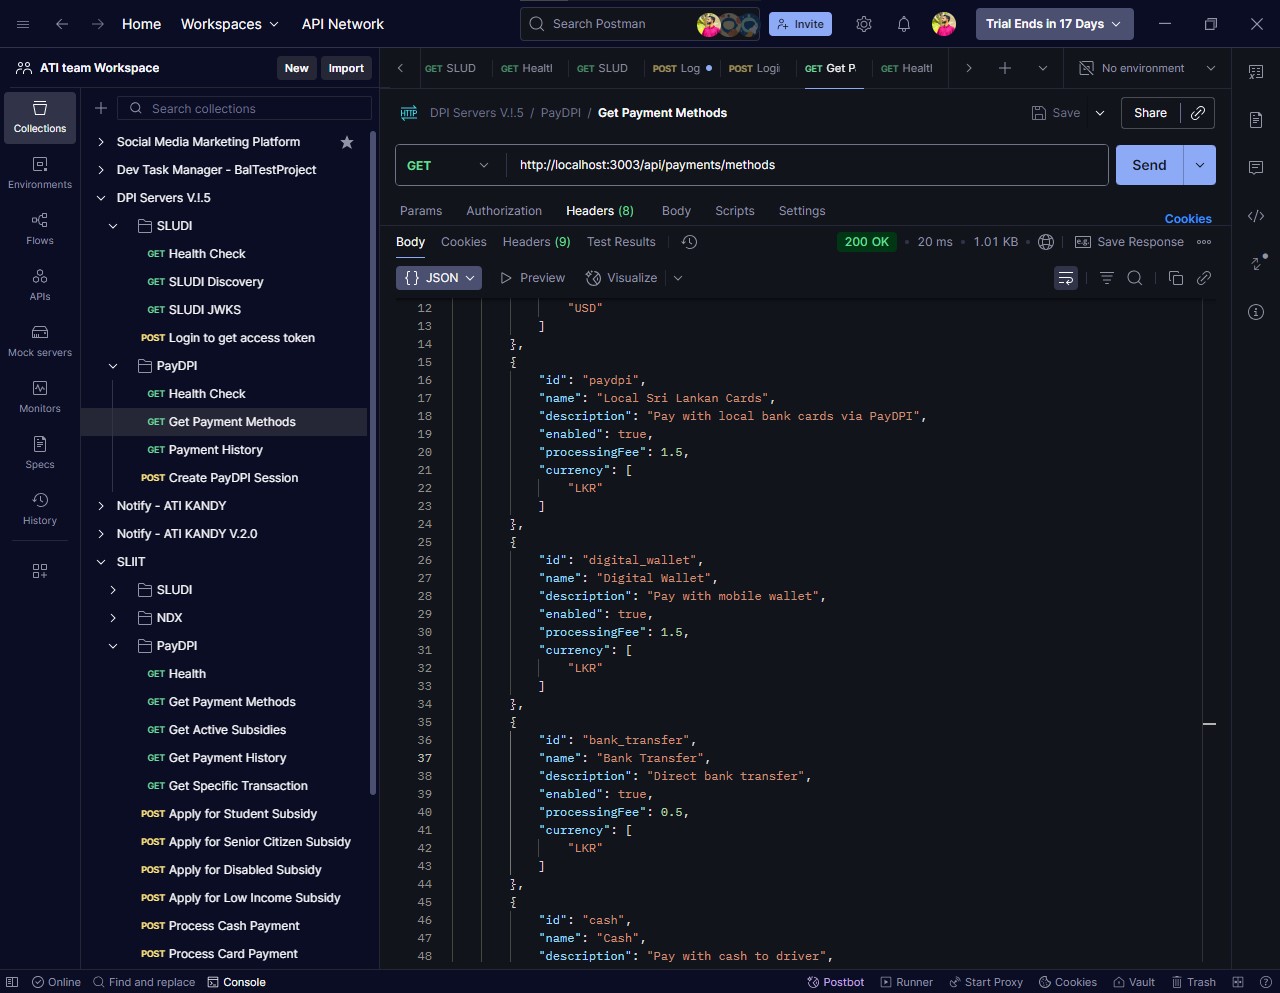 Home
Workspaces
API Network
Search Postman
Invite
Trial Ends in 17 Days
ATI team Workspace
New
Import
GET SLUD
GET Healtl
GET SLUD
POST Log
POST Logi
GET Get P
GET Healtl
No environment
Collections
Environments
Flows
APIs
Mock servers
Monitors
Specs
History
Search collections
Social Media Marketing Platform
Dev Task Manager - BalTestProject
DPI Servers V.!.5
SLUDI
GET Health Check
GET SLUDI Discovery
GET SLUDI JWKS
POST Login to get access token
PayDPI
GET Health Check
GET Get Payment Methods
GET Payment History
POST Create PayDPI Session
Notify - ATI KANDY
Notify - ATI KANDY V.2.0
SLIIT
SLUDI
NDX
PayDPI
GET Health
GET Get Payment Methods
GET Get Active Subsidies
GET Get Payment History
GET Get Specific Transaction
POST Apply for Student Subsidy
POST Apply for Senior Citizen Subsidy
POST Apply for Disabled Subsidy
POST Apply for Low Income Subsidy
POST Process Cash Payment
POST Process Card Payment
HTTP DPI Servers V.!.5 / PayDPI / Get Payment Methods
Save
Share
GET http://localhost:3003/api/payments/methods
Send
Params Authorization Headers (8) Body Scripts Settings
Cookies
Body Cookies Headers (9) Test Results
200 OK • 20 ms • 1.01 KB
e.g. Save Response
{} JSON Preview Visualize
12 "USD"
13 ]
14 },
15 {
16 "id": "paydpi",
17 "name": "Local Sri Lankan Cards",
18 "description": "Pay with local bank cards via PayDPI",
19 "enabled": true,
20 "processingFee": 1.5,
21 "currency": [
22 "LKR"
23 ]
24 },
25 {
26 "id": "digital_wallet",
27 "name": "Digital Wallet",
28 "description": "Pay with mobile wallet",
29 "enabled": true,
30 "processingFee": 1.5,
31 "currency": [
32 "LKR"
33 ]
34 },
35 {
36 "id": "bank_transfer",
37 "name": "Bank Transfer",
38 "description": "Direct bank transfer",
39 "enabled": true,
40 "processingFee": 0.5,
41 "currency": [
42 "LKR"
43 ]
44 },
45 {
46 "id": "cash",
47 "name": "Cash",
48 "description": "Pay with cash to driver",
Online
Find and replace
Console
Postbot
Runner
Start Proxy
Cookies
Vault
Trash